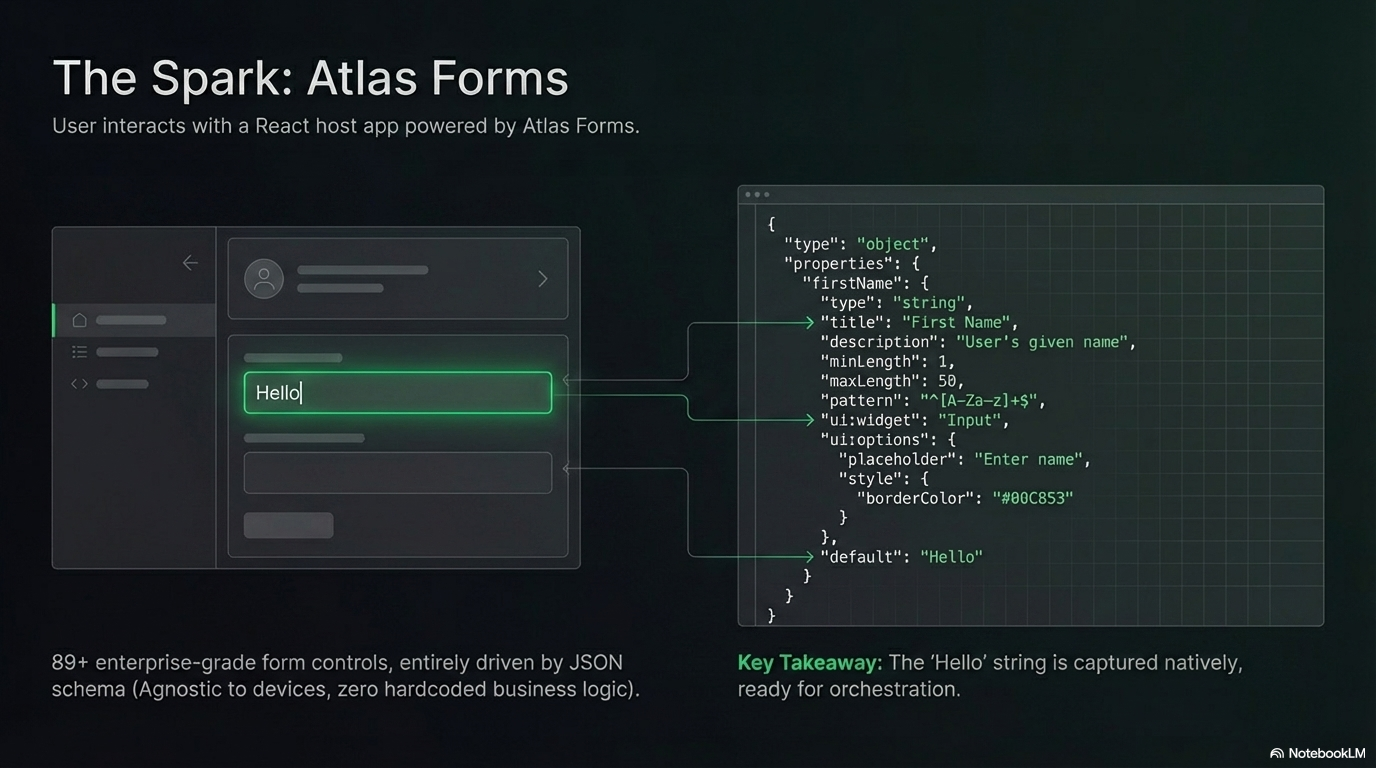 The Spark: Atlas Forms
User interacts with a React host app powered by Atlas Forms.
Hello
{
"type": "object",
"properties": {
"firstName": {
"type": "string",
"title": "First Name",
"description": "User's given name",
"minLength": 1,
"maxLength": 50,
"pattern": "^[A-Za-z]+$",
"ui:widget": "Input",
"ui:options": {
"placeholder": "Enter name",
"style": {
"borderColor": "#00C853"
}
},
"default": "Hello"
}
}
}
89+ enterprise-grade form controls, entirely driven by JSON
schema (Agnostic to devices, zero hardcoded business logic).
Key Takeaway: The ‘Hello’ string is captured natively,
ready for orchestration.
NotebookLM